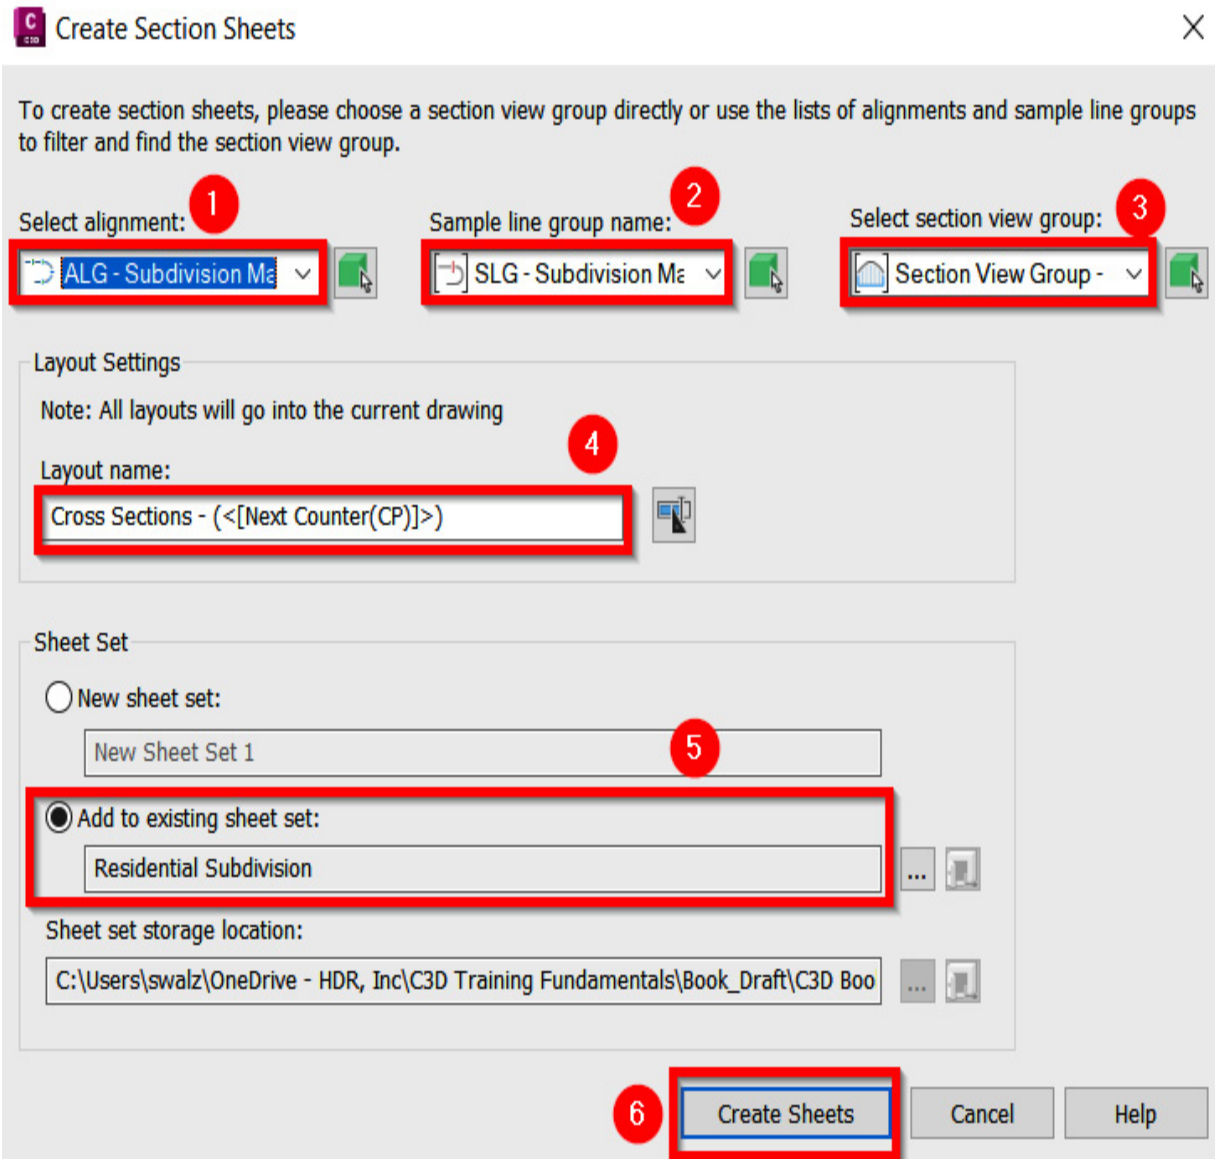 C
C3D
Create Section Sheets
To create section sheets, please choose a section view group directly or use the lists of alignments and sample line groups
to filter and find the section view group.
1
2
3
Select alignment:
Sample line group name:
Select section view group:
ALG - Subdivision Ma
SLG - Subdivision Ma
Section View Group -
Layout Settings
Note: All layouts will go into the current drawing
4
Layout name:
Cross Sections - (<[Next Counter(CP)]>)
Sheet Set
New sheet set:
5
New Sheet Set 1
Add to existing sheet set:
Residential Subdivision
...
Sheet set storage location:
C:\Users\swalz\OneDrive - HDR, Inc\C3D Training Fundamentals\Book_Draft\C3D Boo
...
6
Create Sheets
Cancel
Help